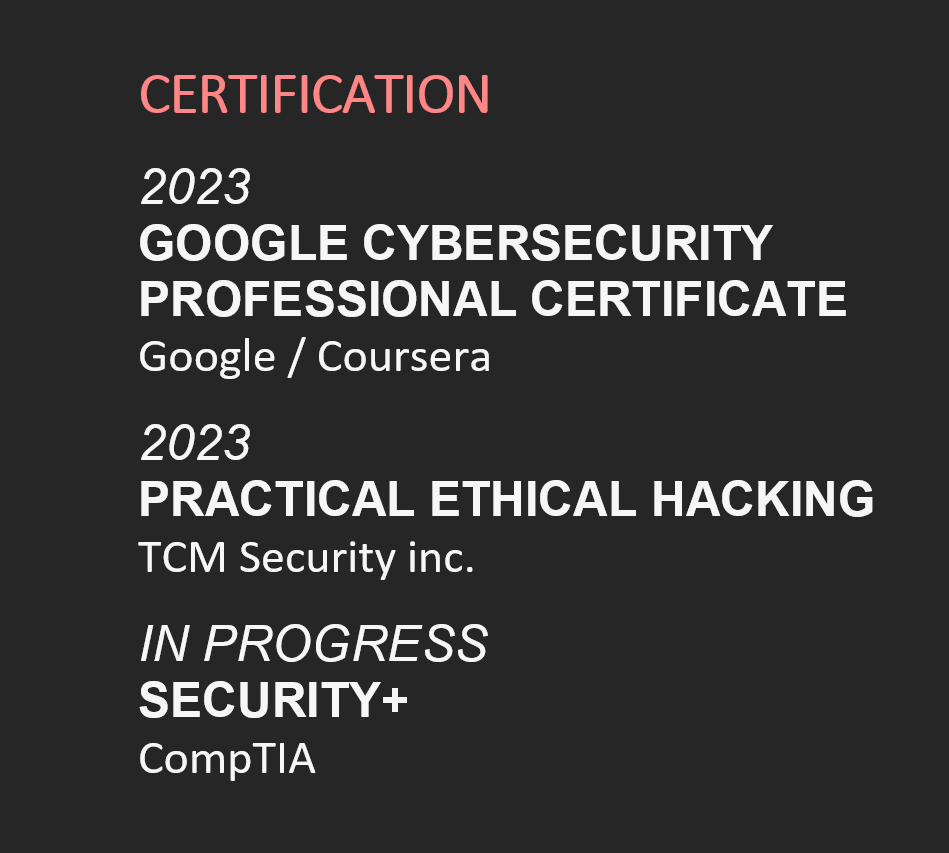 CERTIFICATION
2023
GOOGLE CYBERSECURITY
PROFESSIONAL CERTIFICATE
Google / Coursera
2023
PRACTICAL ETHICAL HACKING
TCM Security inc.
IN PROGRESS
SECURITY+
CompTIA